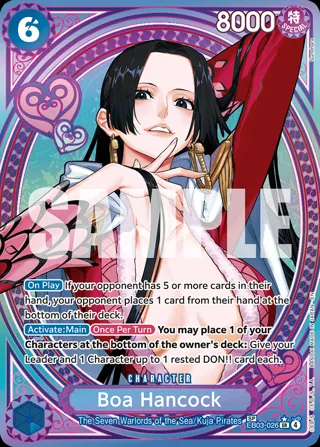 6
8000
特
SPECIAL
SAMPLE
On Play If your opponent has 5 or more cards in their
hand, your opponent places 1 card from their hand at the
bottom of their deck.
Activate:Main Once Per Turn You may place 1 of your
Characters at the bottom of the owner's deck: Give your
Leader and 1 Character up to 1 rested DON!! card each.
CHARACTER
Boa Hancock
The Seven Warlords of the Sea/Kuja Pirates
SP
EB03-026 SR 4